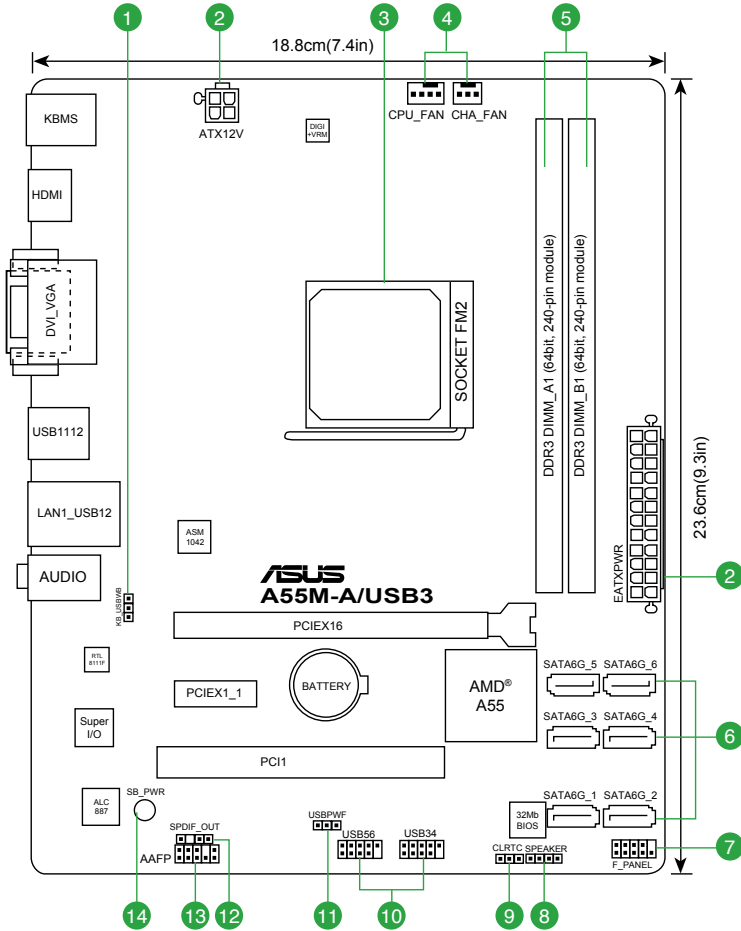 1
2
3
4
5
18.8cm(7.4in)
KBMS
ATX12V
DIGI
+VRM
CPU_FAN
CHA_FAN
HDMI
DVI_VGA
SOCKET FM2
DDR3 DIMM_A1 (64bit, 240-pin module)
DDR3 DIMM_B1 (64bit, 240-pin module)
23.6cm(9.3in)
USB1112
LAN1_USB12
ASM
1042
AUDIO
KB_USBWB
ASUS
A55M-A/USB3
EATXPWR
2
PCIEX16
RTL
8111F
PCIEX1_1
BATTERY
AMD®
A55
SATA6G_5
SATA6G_6
Super
I/O
SATA6G_3
SATA6G_4
6
PCI1
ALC
887
SB_PWR
SATA6G_1
SATA6G_2
32Mb
BIOS
SPDIF_OUT
AAFP
USBPWF
USB56
USB34
CLRTC
SPEAKER
F_PANEL
7
14
13
12
11
10
9
8